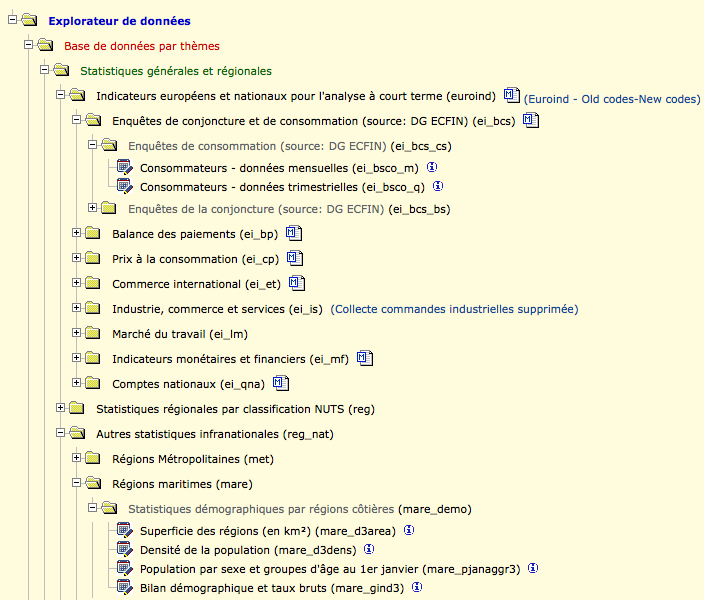 Explorateur de données
Base de données par thèmes
Statistiques générales et régionales
Indicateurs européens et nationaux pour l'analyse à court terme (euroind) M (Euroind - Old codes-New codes)
Enquêtes de conjoncture et de consommation (source: DG ECFIN) (ei_bcs) M
Enquêtes de consommation (source: DG ECFIN) (ei_bcs_cs)
Consommateurs - données mensuelles (ei_bsco_m)
Consommateurs - données trimestrielles (ei_bsco_q)
Enquêtes de la conjoncture (source: DG ECFIN) (ei_bcs_bs)
Balance des paiements (ei_bp) M
Prix à la consommation (ei_cp) M
Commerce international (ei_et) M
Industrie, commerce et services (ei_is) (Collecte commandes industrielles supprimée)
Marché du travail (ei_lm)
Indicateurs monétaires et financiers (ei_mf) M
Comptes nationaux (ei_qna) M
Statistiques régionales par classification NUTS (reg)
Autres statistiques infranationales (reg_nat)
Régions Métropolitaines (met)
Régions maritimes (mare)
Statistiques démographiques par régions côtières (mare_demo)
Superficie des régions (en km²) (mare_d3area)
Densité de la population (mare_d3dens)
Population par sexe et groupes d'âge au 1er janvier (mare_pjanaggr3)
Bilan démographique et taux bruts (mare_gind3)